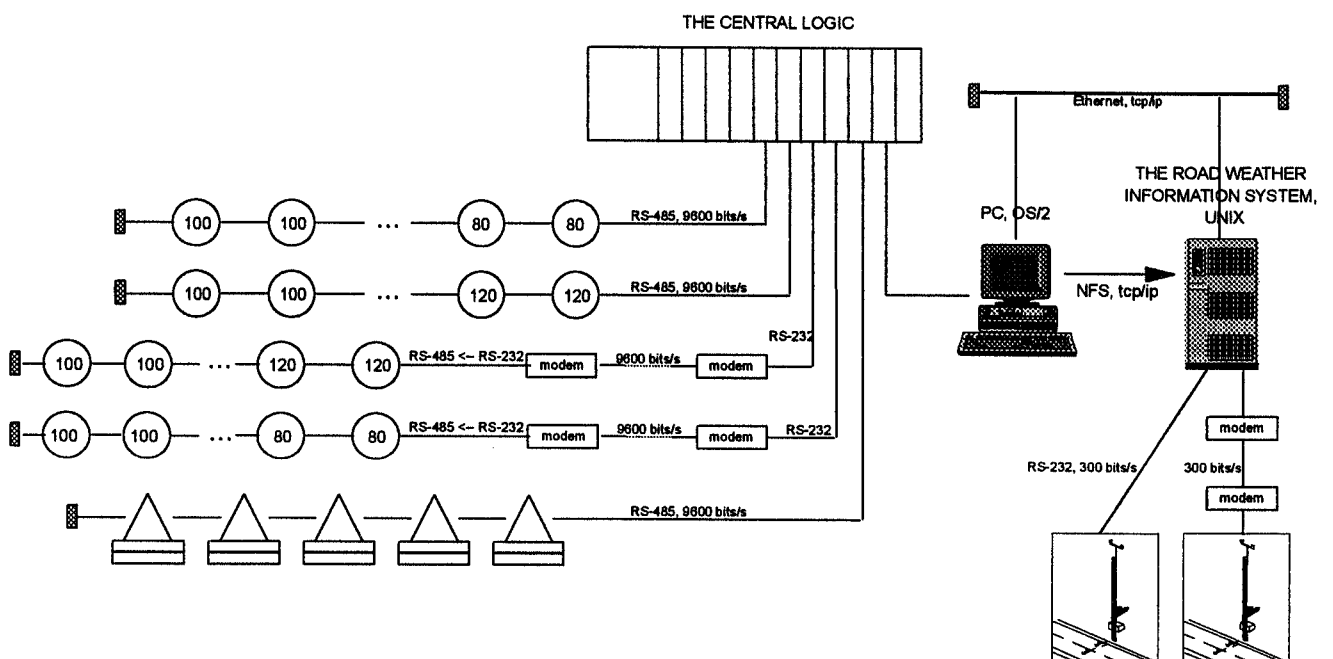 THE CENTRAL LOGIC
Ethernet, tcp/ip
THE ROAD WEATHER
INFORMATION SYSTEM,
UNIX
PC, OS/2
NFS, tcp/ip
100 100 ... 80 80 RS-485, 9600 bits/s
100 100 ... 120 120 RS-485, 9600 bits/s
RS-232
100 100 ... 120 120 RS-485 <-- RS-232 modem 9600 bits/s modem
100 100 ... 80 80 RS-485 <-- RS-232 modem 9600 bits/s modem RS-232
RS-485, 9600 bits/s
modem
RS-232, 300 bits/s 300 bits/s
modem